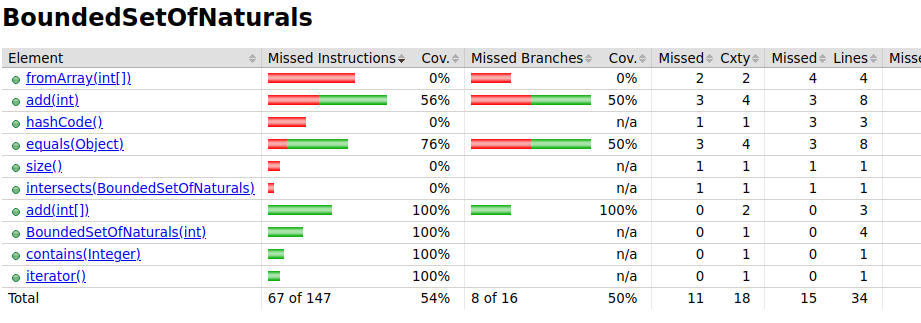 BoundedSetOfNaturals
Element Missed Instructions Cov. Missed Branches Cov. Missed Cxty Missed Lines Misse
fromArray(int[]) 0% 0% 2 2 4 4
add(int) 56% 50% 3 4 3 8
hashCode() 0% n/a 1 1 3 3
equals(Object) 76% 50% 3 4 3 8
size() 0% n/a 1 1 1 1
intersects(BoundedSetOfNaturals) 0% n/a 1 1 1 1
add(int[]) 100% 100% 0 2 0 3
BoundedSetOfNaturals(int) 100% n/a 0 1 0 4
contains(Integer) 100% n/a 0 1 0 1
iterator() 100% n/a 0 1 0 1
Total 67 of 147 54% 8 of 16 50% 11 18 15 34